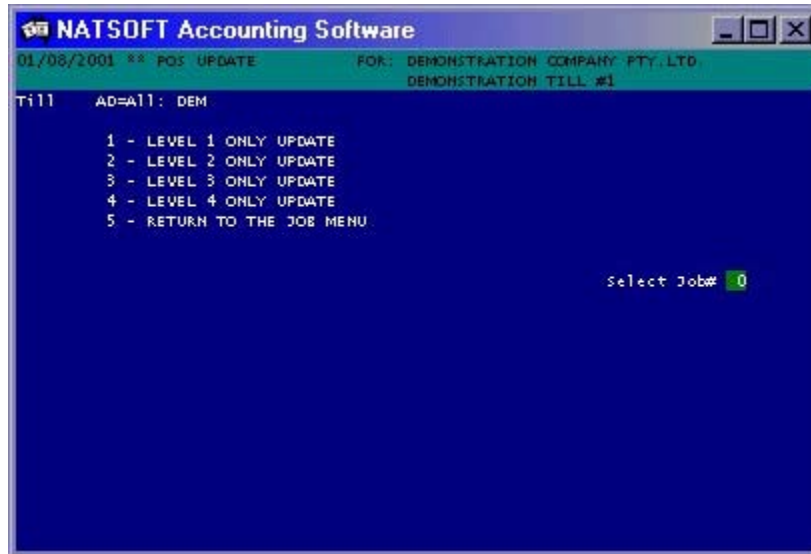 NATSOFT Accounting Software
01/08/2001 ** POS UPDATE FOR: DEMONSTRATION COMPANY PTY.LTD.
DEMONSTRATION TILL #1
Till AD=All: DEM
1 - LEVEL 1 ONLY UPDATE
2 - LEVEL 2 ONLY UPDATE
3 - LEVEL 3 ONLY UPDATE
4 - LEVEL 4 ONLY UPDATE
5 - RETURN TO THE JOB MENU
Select Job# 0